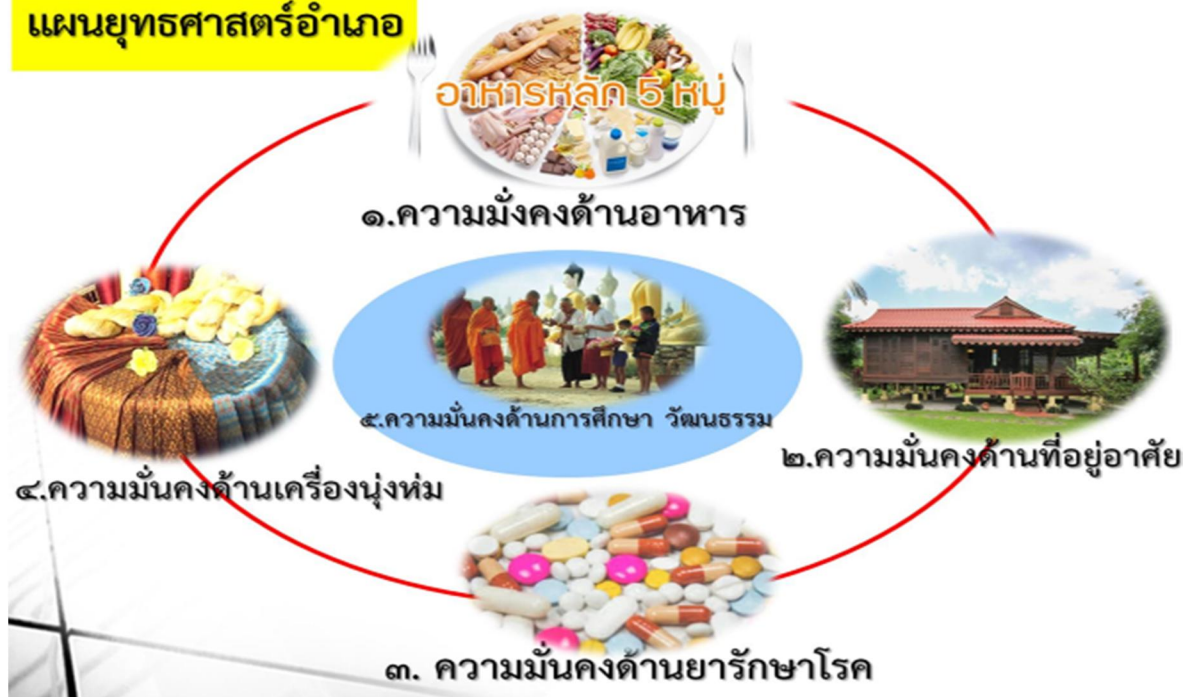 แผนยุทธศาสตร์อำเภอ
อาหารหลัก 5 หมู่
๑.ความมั่งคงด้านอาหาร
๕.ความมั่นคงด้านการศึกษา วัฒนธรรม
๒.ความมั่นคงด้านที่อยู่อาศัย
๔.ความมั่นคงด้านเครื่องนุ่งห่ม
๓. ความมั่นคงด้านยารักษาโรค